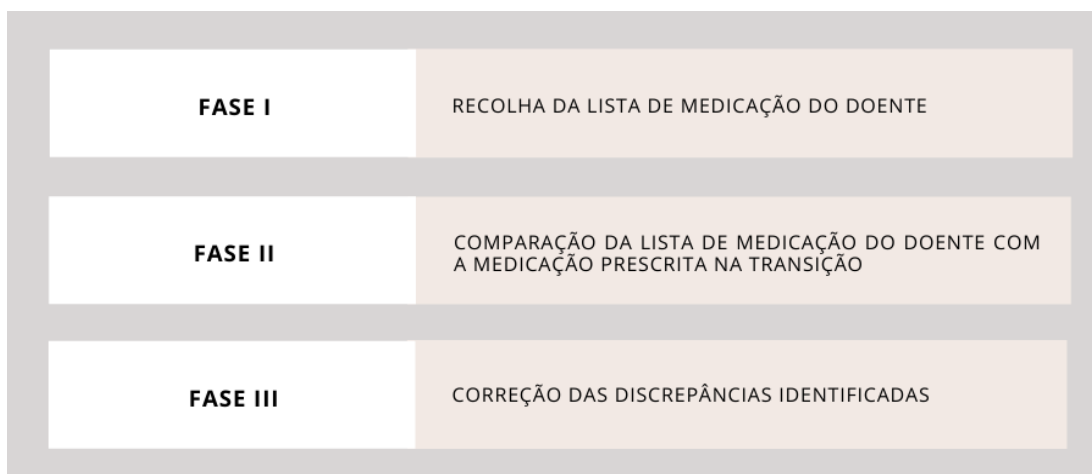 FASE I
RECOLHA DA LISTA DE MEDICAÇÃO DO DOENTE
FASE II
COMPARAÇÃO DA LISTA DE MEDICAÇÃO DO DOENTE COM
A MEDICAÇÃO PRESCRITA NA TRANSIÇÃO
FASE III
CORREÇÃO DAS DISCREPÂNCIAS IDENTIFICADAS